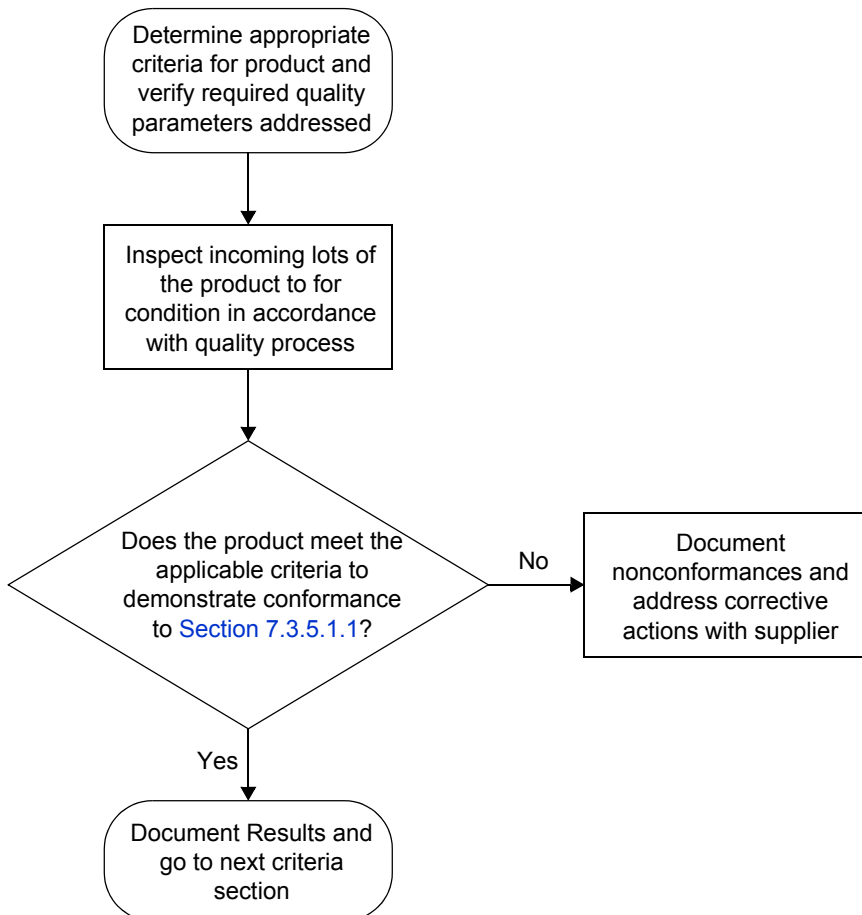 Determine appropriate
criteria for product and
verify required quality
parameters addressed
Inspect incoming lots of
the product to for
condition in accordance
with quality process
Does the product meet the
applicable criteria to
demonstrate conformance
to Section 7.3.5.1.1?
No
Document
nonconformances and
address corrective
actions with supplier
Yes
Document Results and
go to next criteria
section